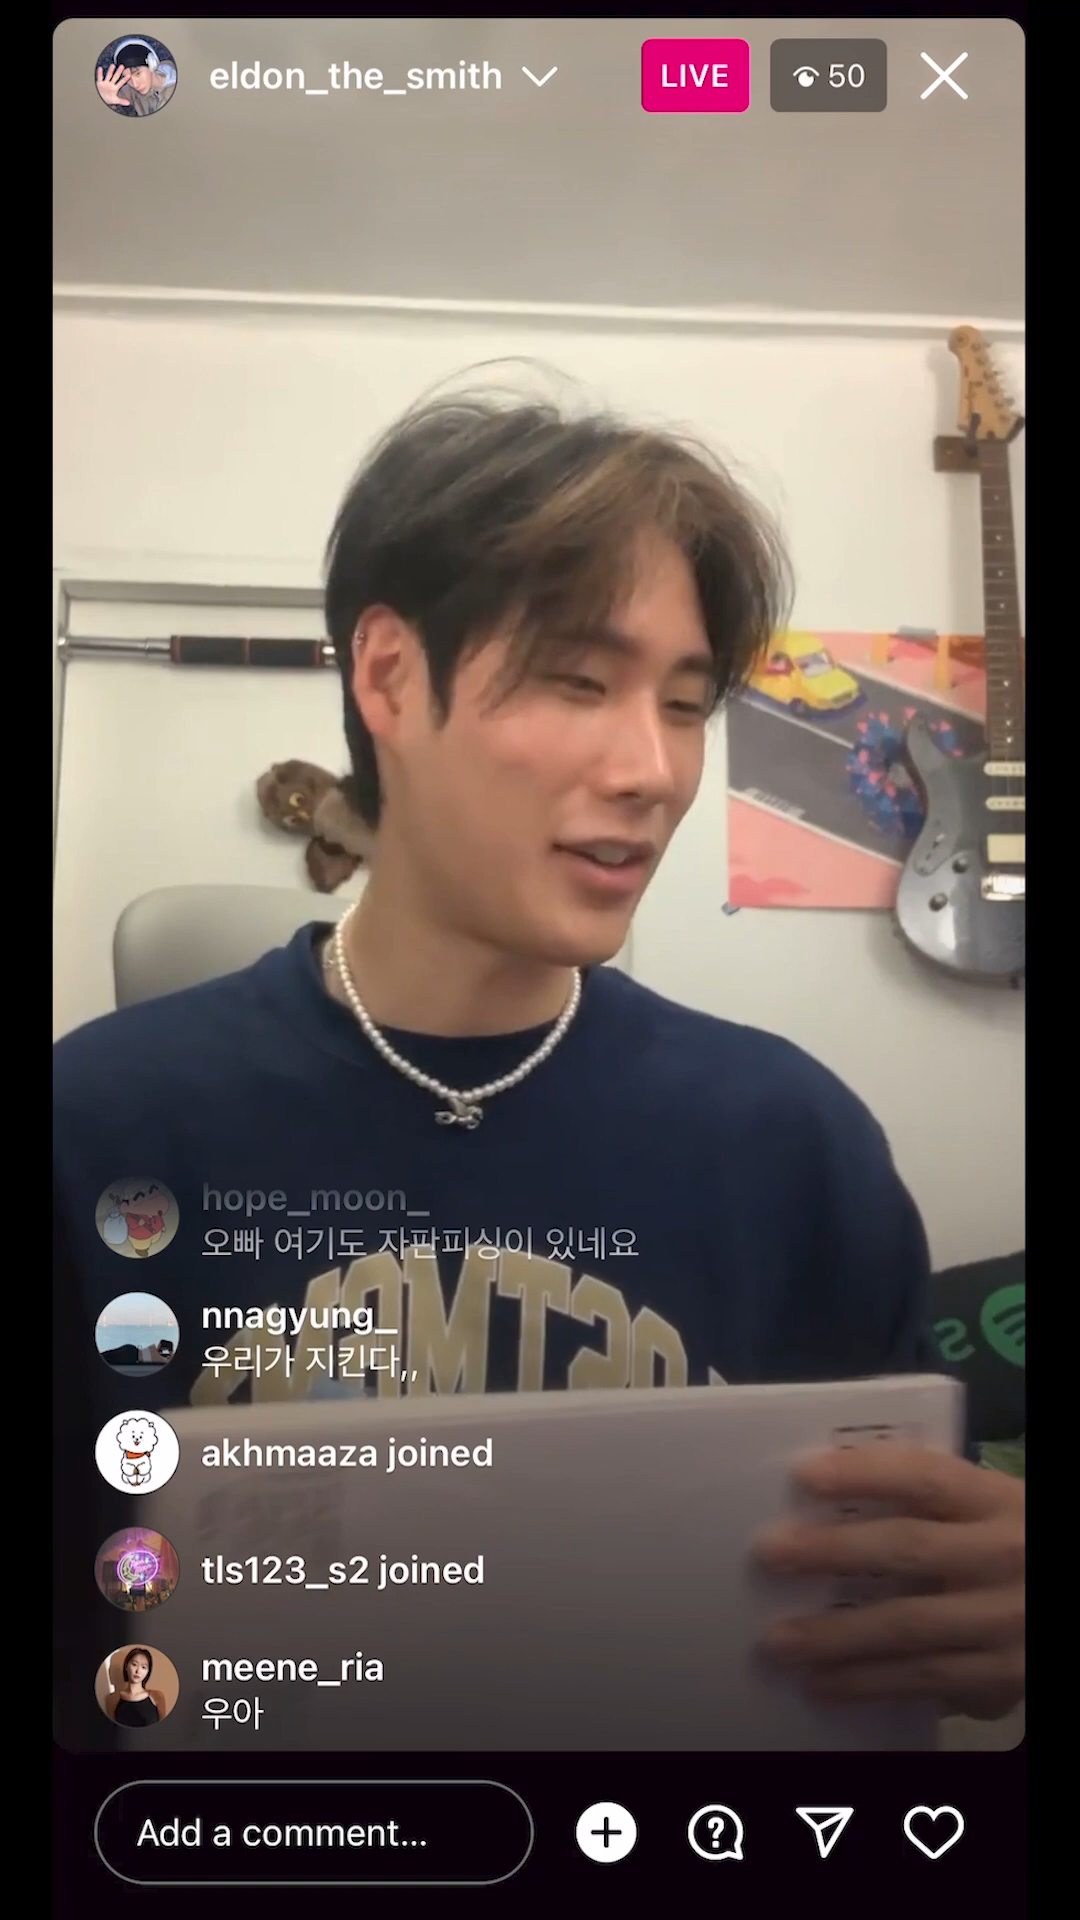 eldon_the_smith
LIVE
50
hope_moon_
오빠 여기도 자판피싱이 있네요
nnagyung_
우리가 지킨다,,
akhmaaza joined
tls123_s2 joined
meene_ria
우아
Add a comment...